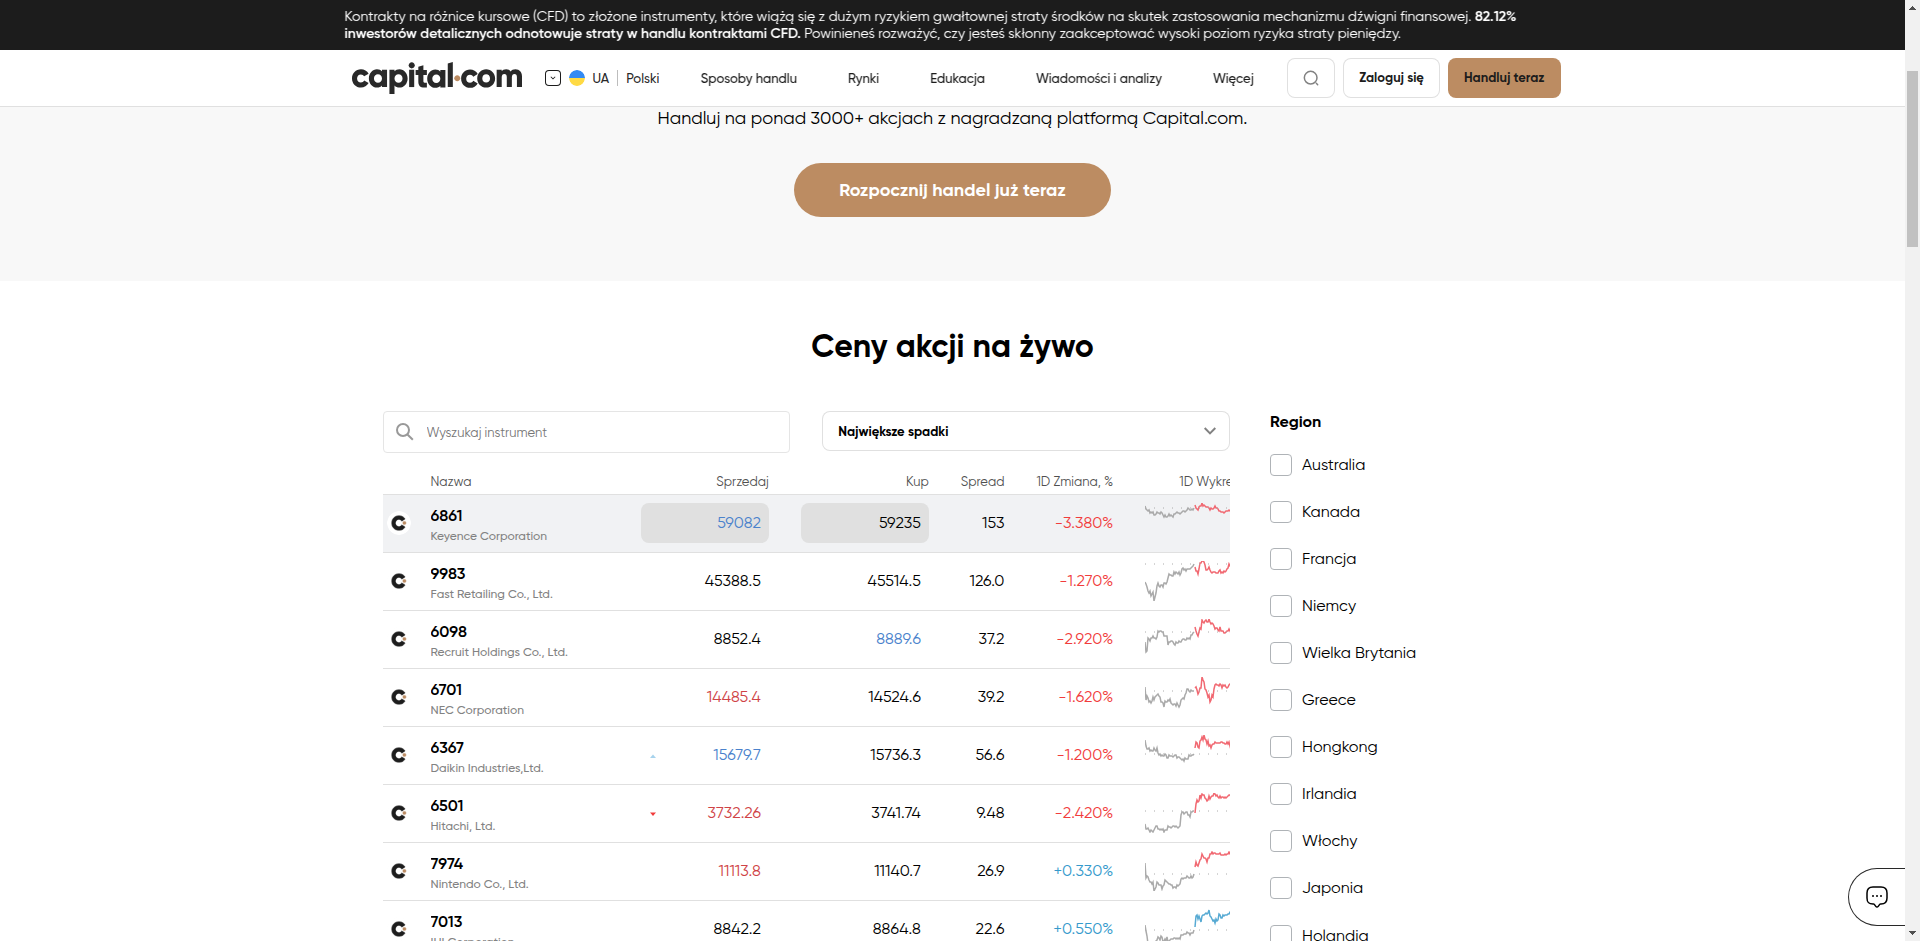 Kontrakty na różnice kursowe (CFD) to złożone instrumenty, które wiążą się z dużym ryzykiem gwałtownej straty środków na skutek zastosowania mechanizmu dźwigni finansowej. 82.12%
inwestorów detalicznych odnotowuje straty w handlu kontraktami CFD. Powinieneś rozważyć, czy jesteś skłonny zaakceptować wysoki poziom ryzyka straty pieniędzy.
capital.com UA Polski Sposoby handlu Rynki Edukacja Wiadomości i analizy Więcej Zaloguj się Handluj teraz
Handluj na ponad 3000+ akcjach z nagradzaną platformą Capital.com.
Rozpocznij handel już teraz
Ceny akcji na żywo
Wyszukaj instrument
Największe spadki
Nazwa Sprzedaj Kup Spread 1D Zmiana, % 1D Wykre
6861 59082 59235 153 -3.380%
Keyence Corporation
9983 45388.5 45514.5 126.0 -1.270%
Fast Retailing Co., Ltd.
6098 8852.4 8889.6 37.2 -2.920%
Recruit Holdings Co., Ltd.
6701 14485.4 14524.6 39.2 -1.620%
NEC Corporation
6367 15679.7 15736.3 56.6 -1.200%
Daikin Industries,Ltd.
6501 3732.26 3741.74 9.48 -2.420%
Hitachi, Ltd.
7974 11113.8 11140.7 26.9 +0.330%
Nintendo Co., Ltd.
7013 8842.2 8864.8 22.6 +0.550%
Region
Australia
Kanada
Francja
Niemcy
Wielka Brytania
Greece
Hongkong
Irlandia
Włochy
Japonia
Holandia